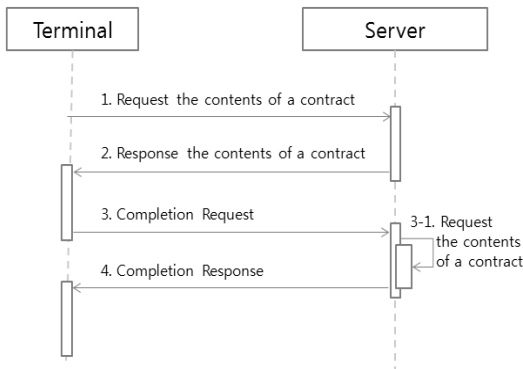 Terminal
Server
1. Request the contents of a contract
2. Response the contents of a contract
3. Completion Request
3-1. Request
the contents
of a contract
4. Completion Response